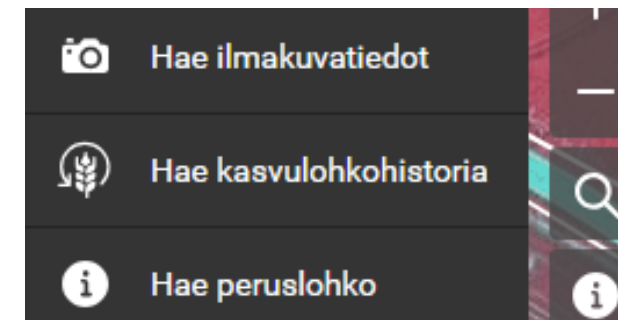 Hae ilmakuvatiedot
Hae kasvulohkohistoria
Hae peruslohko